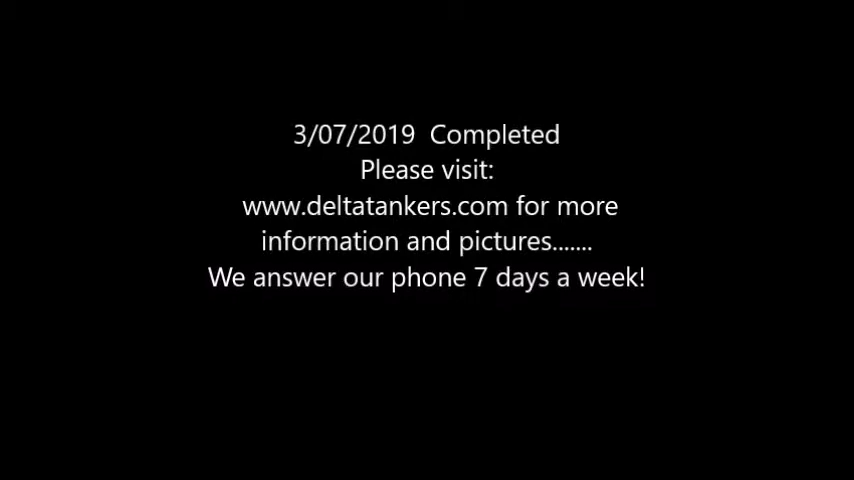 3/07/2019  Completed
Please visit:
www.deltatankers.com for more
information and pictures.......
We answer our phone 7 days a week!